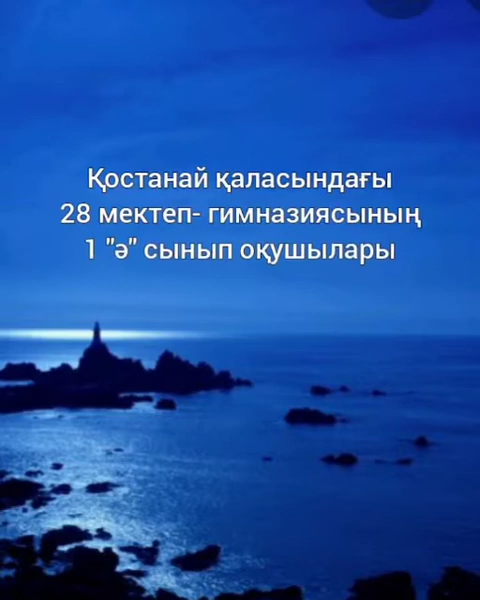 Қостанай қаласындағы
28 мектеп- гимназиясының
1 "ә" сынып оқушылары